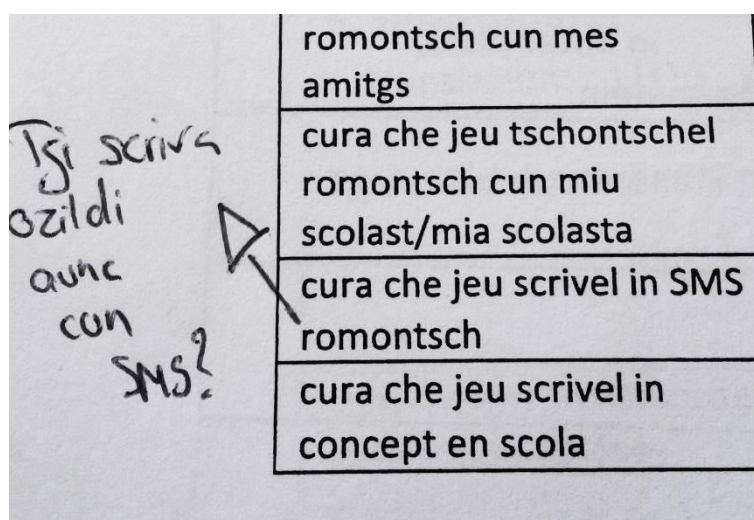 romontsch cun mes
amitgs
cura che jeu tschontschel
romontsch cun miu
scolast/mia scolasta
cura che jeu scrivel in SMS
romontsch
cura che jeu scrivel in
concept en scola
Tgi scriva
ozildi
aunc
cun
SMS?